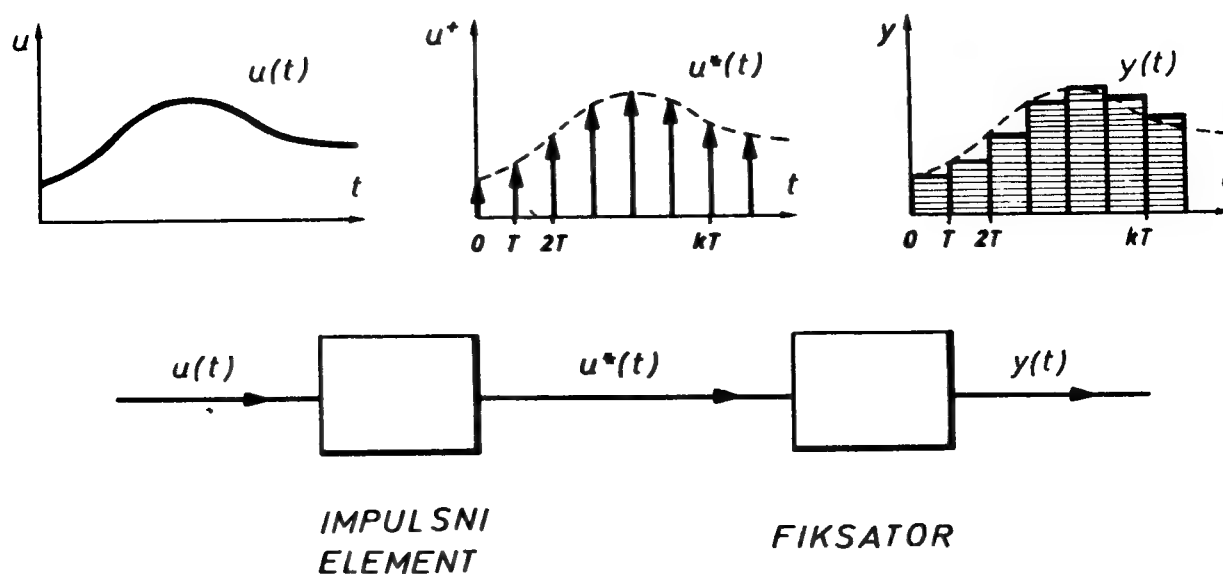 u
u(t)
t
u+
u*(t)
t
0 T 2T kT
y
y(t)
0 T 2T kT
u(t)
u*(t)
y(t)
IMPULSNI
ELEMENT
FIKSATOR